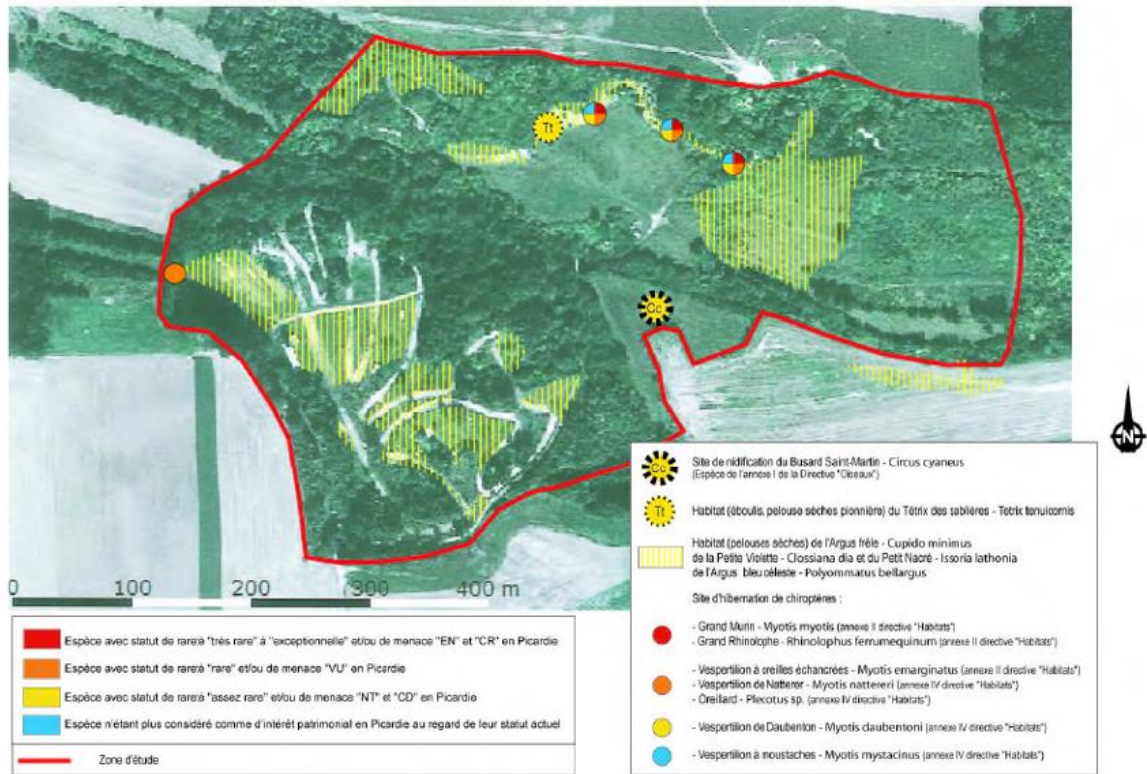 Tt
Cc
N
0 100 200 300 400 m
Cc
Site de nidification du Busard Saint-Martin - Circus cyaneus
(Espèce de l'annexe I de la Directive "Oiseaux")
Tt
Habitat (éboulis, pelouse sèches pionnière) du Tétrix des sablières - Tetrix tenuicornis
Habitat (pelouses sèches) de l'Argus frêle - Cupido minimus
de la Petite Violette - Clossiana dia et du Petit Nacré - Issoria lathonia
de l'Argus bleu céleste - Polyommatus bellargus
Site d'hibernation de chiroptères :
- Grand Murin - Myotis myotis (annexe II directive "Habitats")
- Grand Rhinolophe - Rhinolophus ferrumequinum (annexe II directive "Habitats")
- Vespertilion à oreilles échancrées - Myotis emarginatus (annexe II directive "Habitats")
- Vespertilion de Natterer - Myotis nattereri (annexe IV directive "Habitats")
- Oreillard - Plecotus sp. (annexe IV directive "Habitats")
- Vespertilion de Daubenton - Myotis daubentoni (annexe IV directive "Habitats")
- Vespertilion à moustaches - Myotis mystacinus (annexe IV directive "Habitats")
Espèce avec statut de rareté "très rare" à "exceptionnelle" et/ou de menace "EN" et "CR" en Picardie
Espèce avec statut de rareté "rare" et/ou de menace "VU" en Picardie
Espèce avec statut de rareté "assez rare" et/ou de menace "NT" et "CD" en Picardie
Espèce n'étant plus considéré comme d'intérêt patrimonial en Picardie au regard de leur statut actuel
Zone d'étude